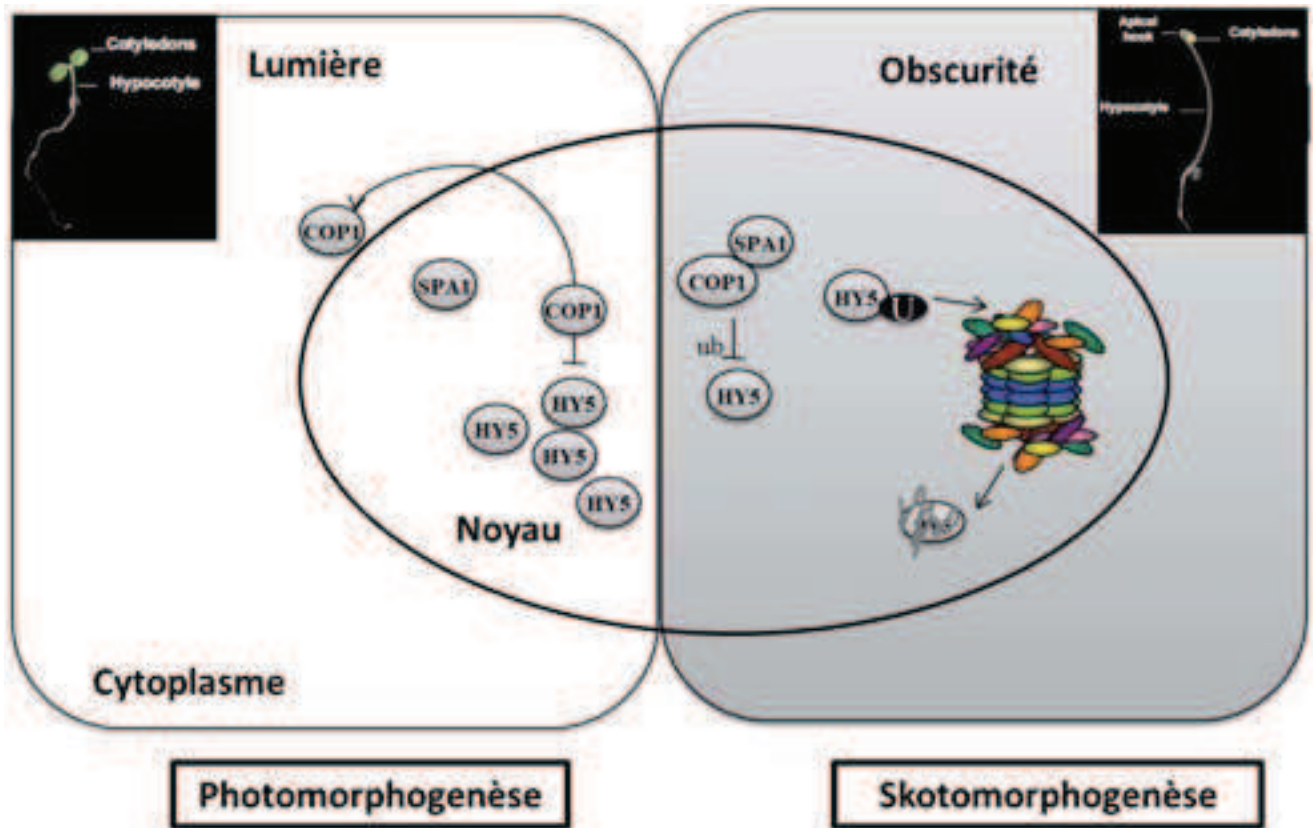 Cotyledons
Hypocotyle
Lumière
Obscurité
Apical
hook
Cotyledons
Hypocotyle
COP1
SPA1
COP1
HY5
HY5
HY5
HY5
Noyau
Cytoplasme
SPA1
COP1
ub
HY5
HY5
U
Photomorphogenèse
Skotomorphogenèse